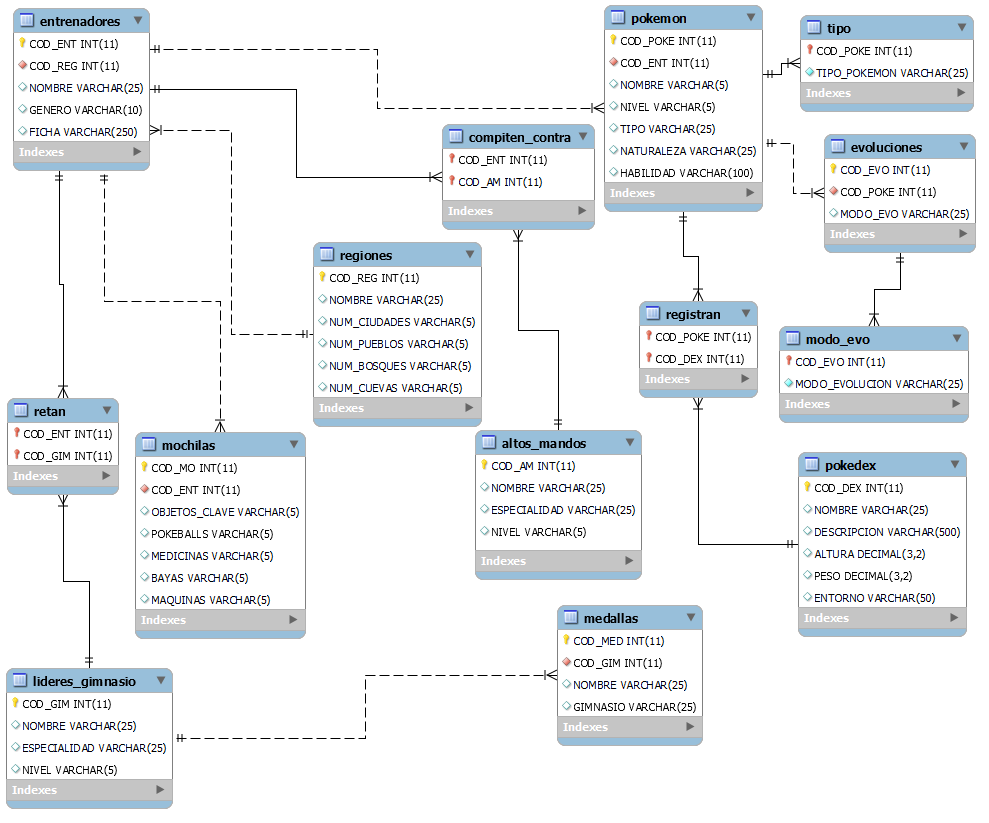 entrenadores
COD_ENT INT(11)
COD_REG INT(11)
NOMBRE VARCHAR(25)
GENERO VARCHAR(10)
FICHA VARCHAR(250)
Indexes
pokemon
COD_POKE INT(11)
COD_ENT INT(11)
NOMBRE VARCHAR(5)
NIVEL VARCHAR(5)
TIPO VARCHAR(25)
NATURALEZA VARCHAR(25)
HABILIDAD VARCHAR(100)
Indexes
tipo
COD_POKE INT(11)
TIPO_POKEMON VARCHAR(25)
Indexes
compiten_contra
COD_ENT INT(11)
COD_AM INT(11)
Indexes
evoluciones
COD_EVO INT(11)
COD_POKE INT(11)
MODO_EVO VARCHAR(25)
Indexes
regiones
COD_REG INT(11)
NOMBRE VARCHAR(25)
NUM_CIUDADES VARCHAR(5)
NUM_PUEBLOS VARCHAR(5)
NUM_BOSQUES VARCHAR(5)
NUM_CUEVAS VARCHAR(5)
Indexes
registran
COD_POKE INT(11)
COD_DEX INT(11)
Indexes
modo_evo
COD_EVO INT(11)
MODO_EVOLUCION VARCHAR(25)
Indexes
retan
COD_ENT INT(11)
COD_GIM INT(11)
Indexes
mochilas
COD_MO INT(11)
COD_ENT INT(11)
OBJETOS_CLAVE VARCHAR(5)
POKEBALLS VARCHAR(5)
MEDICINAS VARCHAR(5)
BAYAS VARCHAR(5)
MAQUINAS VARCHAR(5)
Indexes
altos_mandos
COD_AM INT(11)
NOMBRE VARCHAR(25)
ESPECIALIDAD VARCHAR(25)
NIVEL VARCHAR(5)
Indexes
pokedex
COD_DEX INT(11)
NOMBRE VARCHAR(25)
DESCRIPCION VARCHAR(500)
ALTURA DECIMAL(3,2)
PESO DECIMAL(3,2)
ENTORNO VARCHAR(50)
Indexes
medallas
COD_MED INT(11)
COD_GIM INT(11)
NOMBRE VARCHAR(25)
GIMNASIO VARCHAR(25)
Indexes
lideres_gimnasio
COD_GIM INT(11)
NOMBRE VARCHAR(25)
ESPECIALIDAD VARCHAR(25)
NIVEL VARCHAR(5)
Indexes